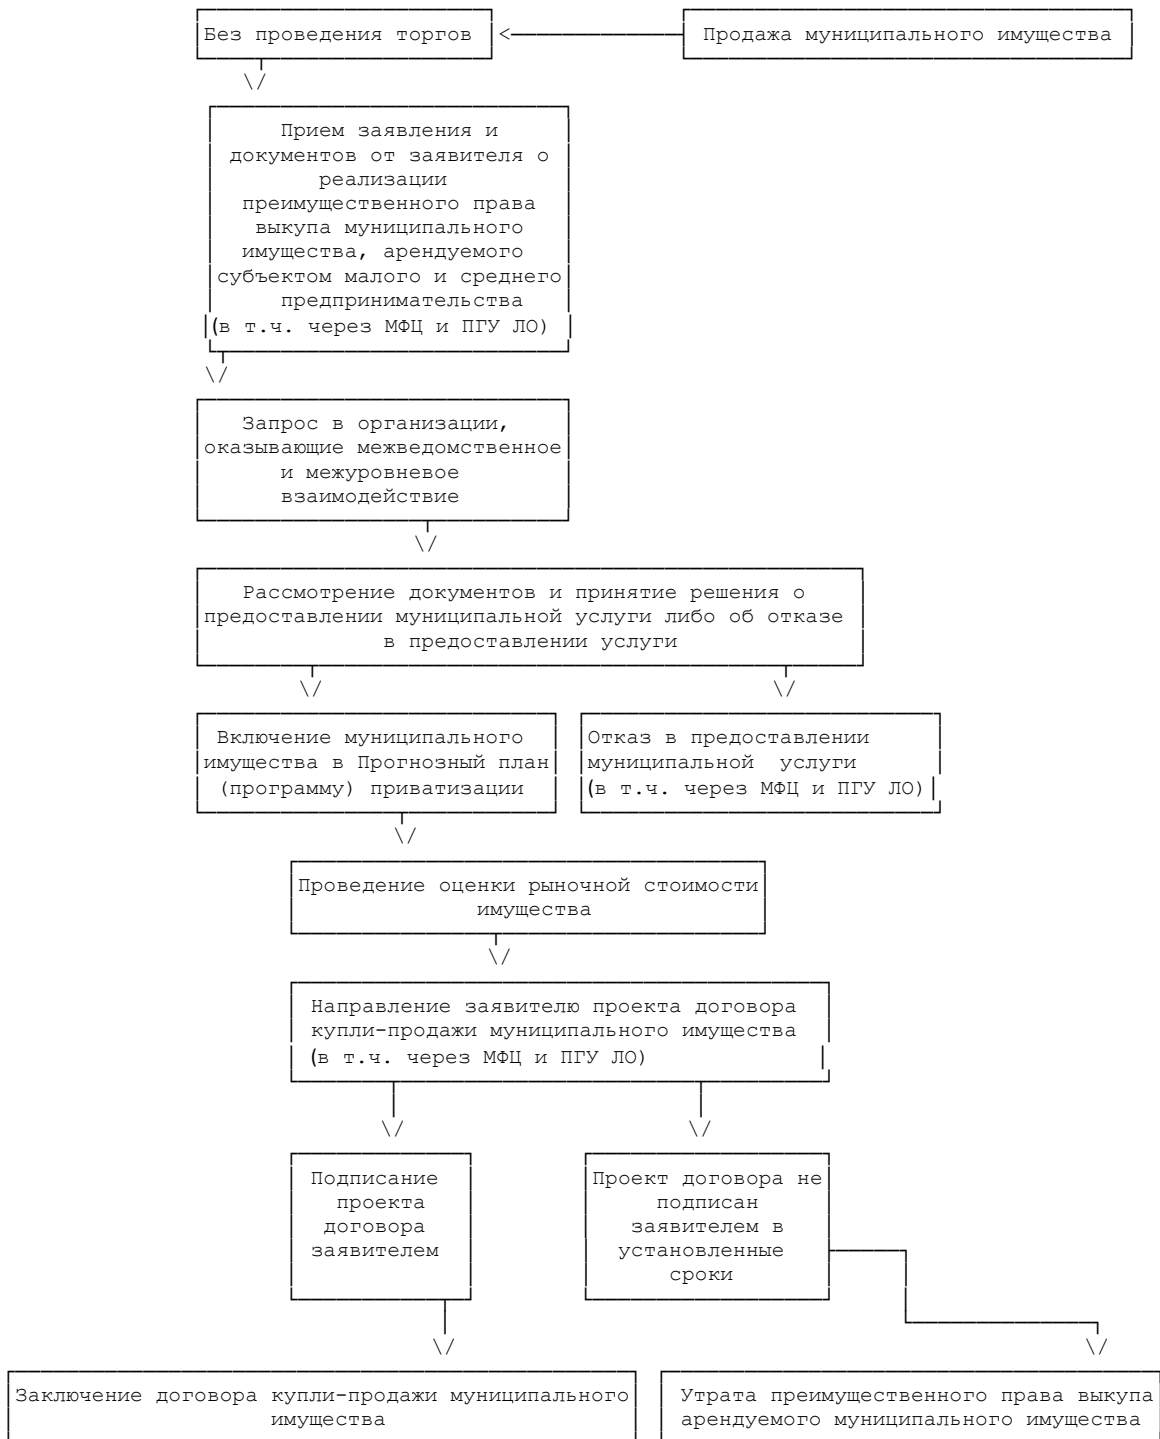 Без проведения торгов
Продажа муниципального имущества
Прием заявления и
документов от заявителя о
реализации
преимущественного права
выкупа муниципального
имущества, арендуемого
субъектом малого и среднего
предпринимательства
(в т.ч. через МФЦ и ПГУ ЛО)
Запрос в организации,
оказывающие межведомственное
и межуровневое
взаимодействие
Рассмотрение документов и принятие решения о
предоставлении муниципальной услуги либо об отказе
в предоставлении услуги
Включение муниципального
имущества в Прогнозный план
(программу) приватизации
Отказ в предоставлении
муниципальной услуги
(в т.ч. через МФЦ и ПГУ ЛО)
Проведение оценки рыночной стоимости
имущества
Направление заявителю проекта договора
купли-продажи муниципального имущества
(в т.ч. через МФЦ и ПГУ ЛО)
Подписание
проекта
договора
заявителем
Проект договора не
подписан
заявителем в
установленные
сроки
Заключение договора купли-продажи муниципального
имущества
Утрата преимущественного права выкупа
арендуемого муниципального имущества